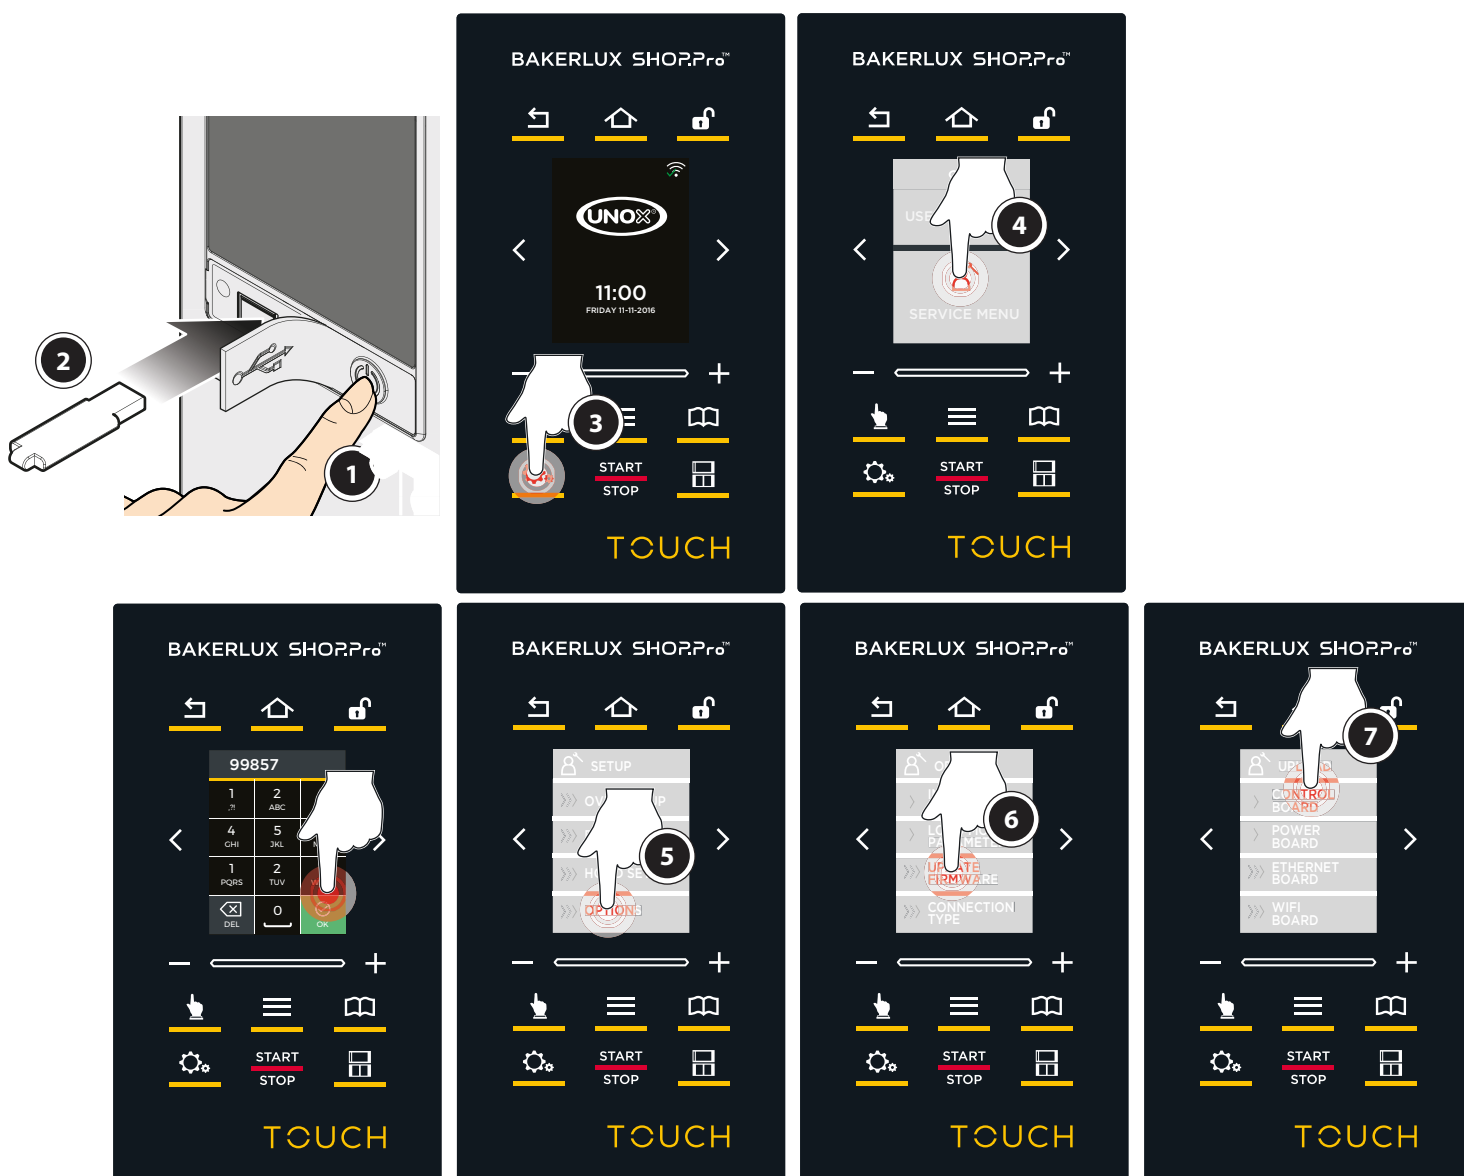 BAKERLUX SHOP.Pro™
UNOX®
11:00
FRIDAY 11-11-2016
3
START
STOP
TOUCH
BAKERLUX SHOP.Pro™
4
SERVICE MENU
START
STOP
TOUCH
2
1
BAKERLUX SHOP.Pro™
99857
1
.?!
2
ABC
4
GHI
5
JKL
1
PQRS
2
TUV
DEL
0
OK
START
STOP
TOUCH
BAKERLUX SHOP.Pro™
SETUP
5
OPTIONS
START
STOP
TOUCH
BAKERLUX SHOP.Pro™
6
UPDATE
FIRMWARE
CONNECTION
TYPE
START
STOP
TOUCH
BAKERLUX SHOP.Pro™
7
UPLOAD
CONTROL
BOARD
POWER
BOARD
ETHERNET
BOARD
WIFI
BOARD
START
STOP
TOUCH